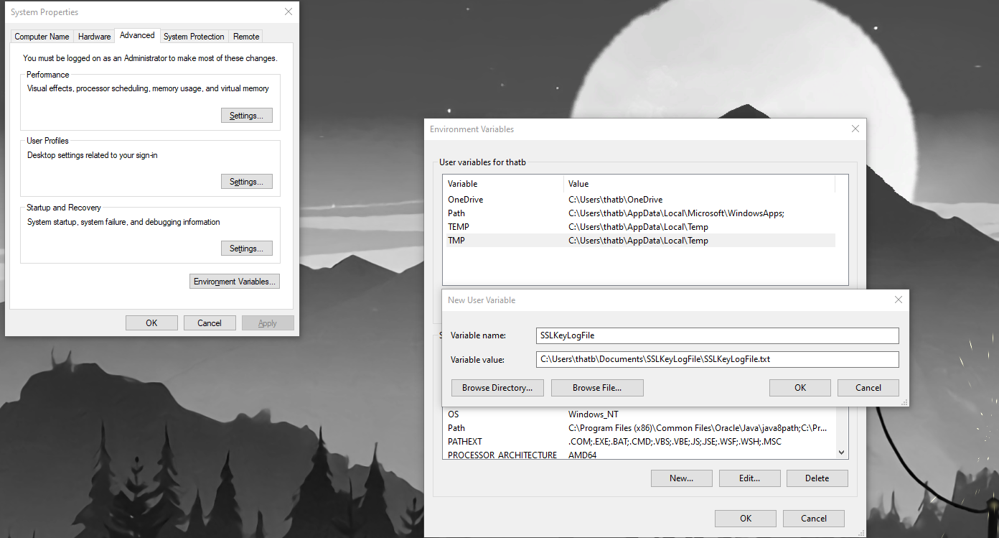 System Properties
Computer Name Hardware Advanced System Protection Remote
You must be logged on as an Administrator to make most of these changes.
Performance
Visual effects, processor scheduling, memory usage, and virtual memory
Settings...
User Profiles
Desktop settings related to your sign-in
Settings...
Startup and Recovery
System startup, system failure, and debugging information
Settings...
Environment Variables...
OK Cancel Apply
Environment Variables
User variables for thatb
Variable Value
OneDrive C:\Users\thatb\OneDrive
Path C:\Users\thatb\AppData\Local\Microsoft\WindowsApps;
TEMP C:\Users\thatb\AppData\Local\Temp
TMP C:\Users\thatb\AppData\Local\Temp
New User Variable
Variable name: SSLKeyLogFile
Variable value: C:\Users\thatb\Documents\SSLKeyLogFile\SSLKeyLogFile.txt
Browse Directory... Browse File... OK Cancel
OS Windows_NT
Path C:\Program Files (x86)\Common Files\Oracle\Java\java8path;C:\Pr...
PATHEXT .COM;.EXE;.BAT;.CMD;.VBS;.VBE;.JS;.JSE;.WSF;.WSH;.MSC
PROCESSOR_ARCHITECTURE AMD64
New... Edit... Delete
OK Cancel